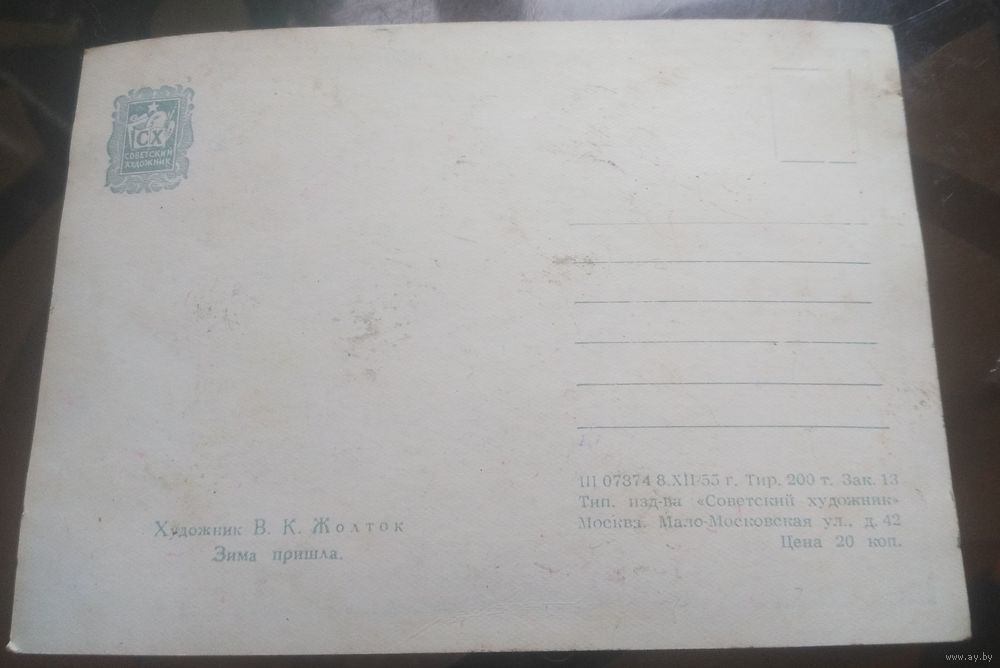 СХ
СОВЕТСКИЙ
ХУДОЖНИК
Ш 07374 8.XII-55 г. Тир. 200 т. Зак. 13
Тип. изд-ва «Советский художник»
Москва. Мало-Московская ул., д. 42
Цена 20 коп.
Художник В. К. Жолток
Зима пришла.
www.ay.by